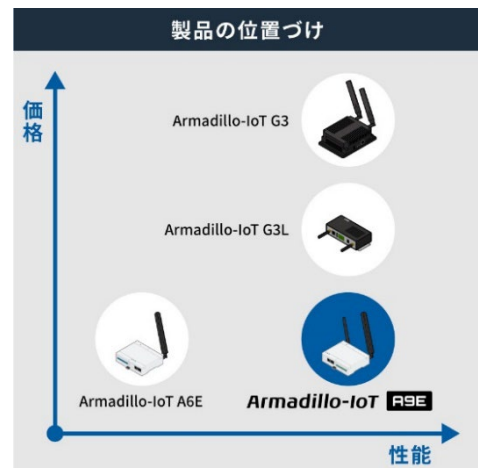 製品の位置づけ
価格
Armadillo-IoT G3
Armadillo-IoT G3L
Armadillo-IoT A6E
Armadillo-IoT A9E
性能